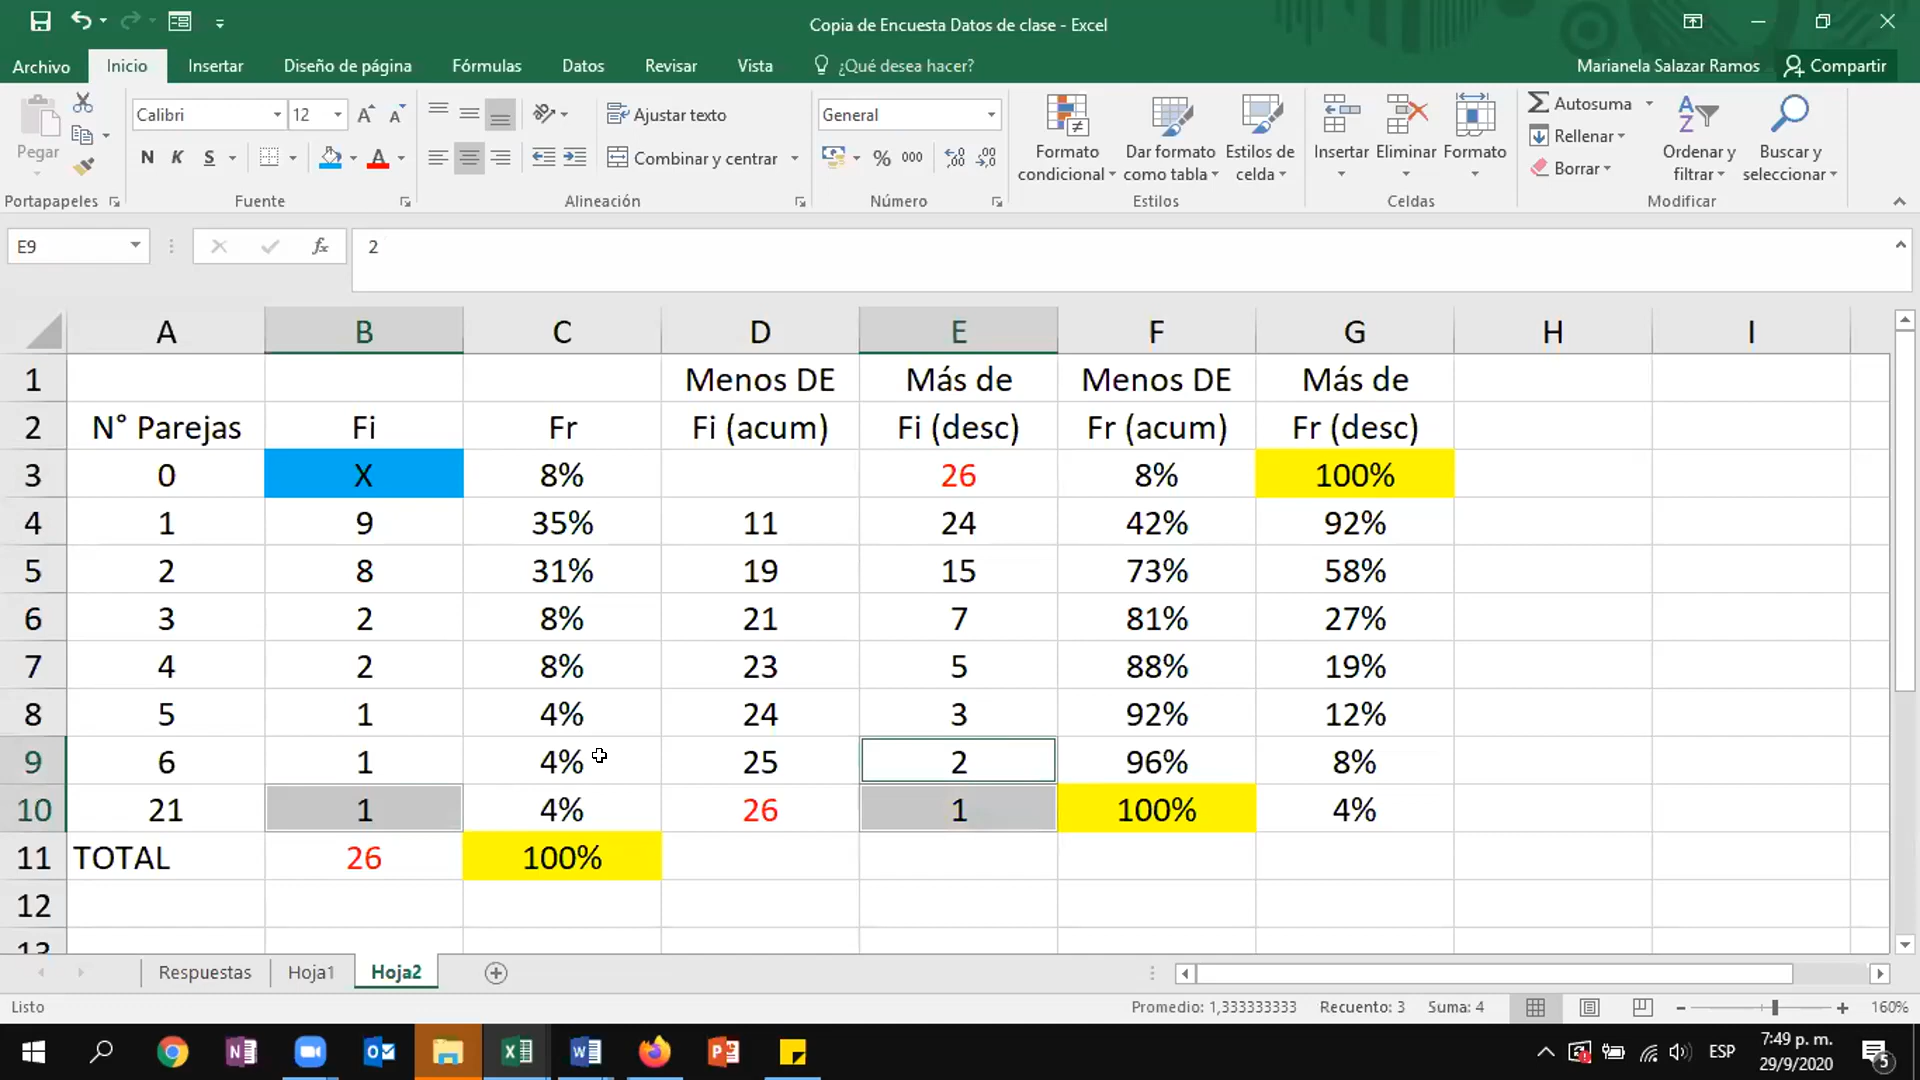 Copia de Encuesta Datos de clase - Excel
Archivo Inicio Insertar Diseño de página Fórmulas Datos Revisar Vista ¿Qué desea hacer? Marianela Salazar Ramos Compartir
Pegar
Portapapeles
Calibri 12
N K S
Fuente
Ajustar texto
Combinar y centrar
Alineación
General
% 000
Número
Formato condicional
Dar formato como tabla
Estilos de celda
Estilos
Insertar Eliminar Formato
Celdas
Autosuma
Rellenar
Borrar
Ordenar y filtrar
Buscar y seleccionar
Modificar
E9 fx 2
A B C D E F G H I
1 Menos DE Más de Menos DE Más de
2 N° Parejas Fi Fr Fi (acum) Fi (desc) Fr (acum) Fr (desc)
3 0 X 8% 26 8% 100%
4 1 9 35% 11 24 42% 92%
5 2 8 31% 19 15 73% 58%
6 3 2 8% 21 7 81% 27%
7 4 2 8% 23 5 88% 19%
8 5 1 4% 24 3 92% 12%
9 6 1 4% 25 2 96% 8%
10 21 1 4% 26 1 100% 4%
11 TOTAL 26 100%
12
13
Respuestas Hoja1 Hoja2
Listo Promedio: 1,333333333 Recuento: 3 Suma: 4 160%
ESP 7:49 p. m.
29/9/2020
5